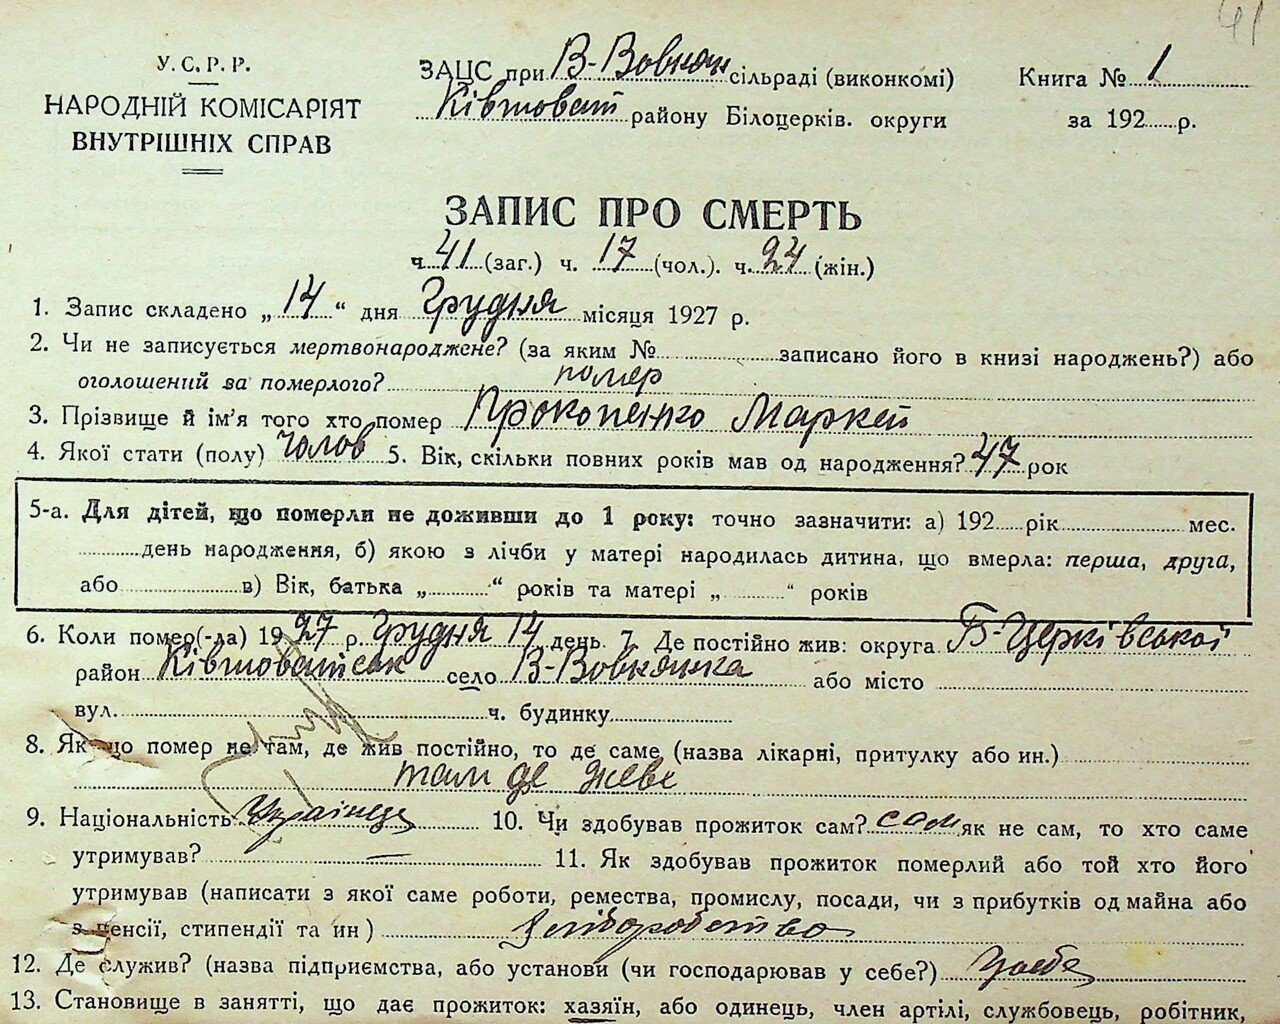 41
У.С.Р.Р.
НАРОДНІЙ КОМІСАРІЯТ
ВНУТРІШНІХ СПРАВ
ЗАЦС при В-Вовнян сільраді (виконкомі)
Ківшоват району Білоцерків. округи
Книга № 1
за 192 р.
ЗАПИС ПРО СМЕРТЬ
ч. 41 (заг.) ч. 17 (чол.). ч. 24 (жін.)
1. Запис складено „14“ дня Грудня місяця 1927 р.
2. Чи не записується мертвонароджене? (за яким № записано його в книзі народжень?) або
оголошений за померлого? помер
3. Прізвище й ім'я того хто помер Прокопенко Маркей
4. Якої стати (полу) чолов 5. Вік, скільки повних років мав од народження? 47 рок
5-а. Для дітей, що померли не доживши до 1 року: точно зазначити: а) 192 рік мес.
день народження, б) якою з лічби у матері народилась дитина, що вмерла: перша, друга,
або в) Вік, батька „ “ років та матері „ “ років
6. Коли помер(-ла) 1927 р. Грудня 14 день 7. Де постійно жив: округа Б-Церківської
район Ківшоватськ село В-Вовнянка або місто
вул. ч. будинку
8. Як що помер не там, де жив постійно, то де саме (назва лікарні, притулку або ин.)
там де живе
9. Національність Українець 10. Чи здобував прожиток сам? сам як не сам, то хто саме
утримував? — 11. Як здобував прожиток померлий або той хто його
утримував (написати з якої саме роботи, ремества, промислу, посади, чи з прибутків од майна або
з пенсії, стипендії та ин) хліборобство
12. Де служив? (назва підприємства, або установи (чи господарював у себе?) у себе
13. Становище в занятті, що дає прожиток: хазяїн, або одинець, член артілі, службовець, робітник,